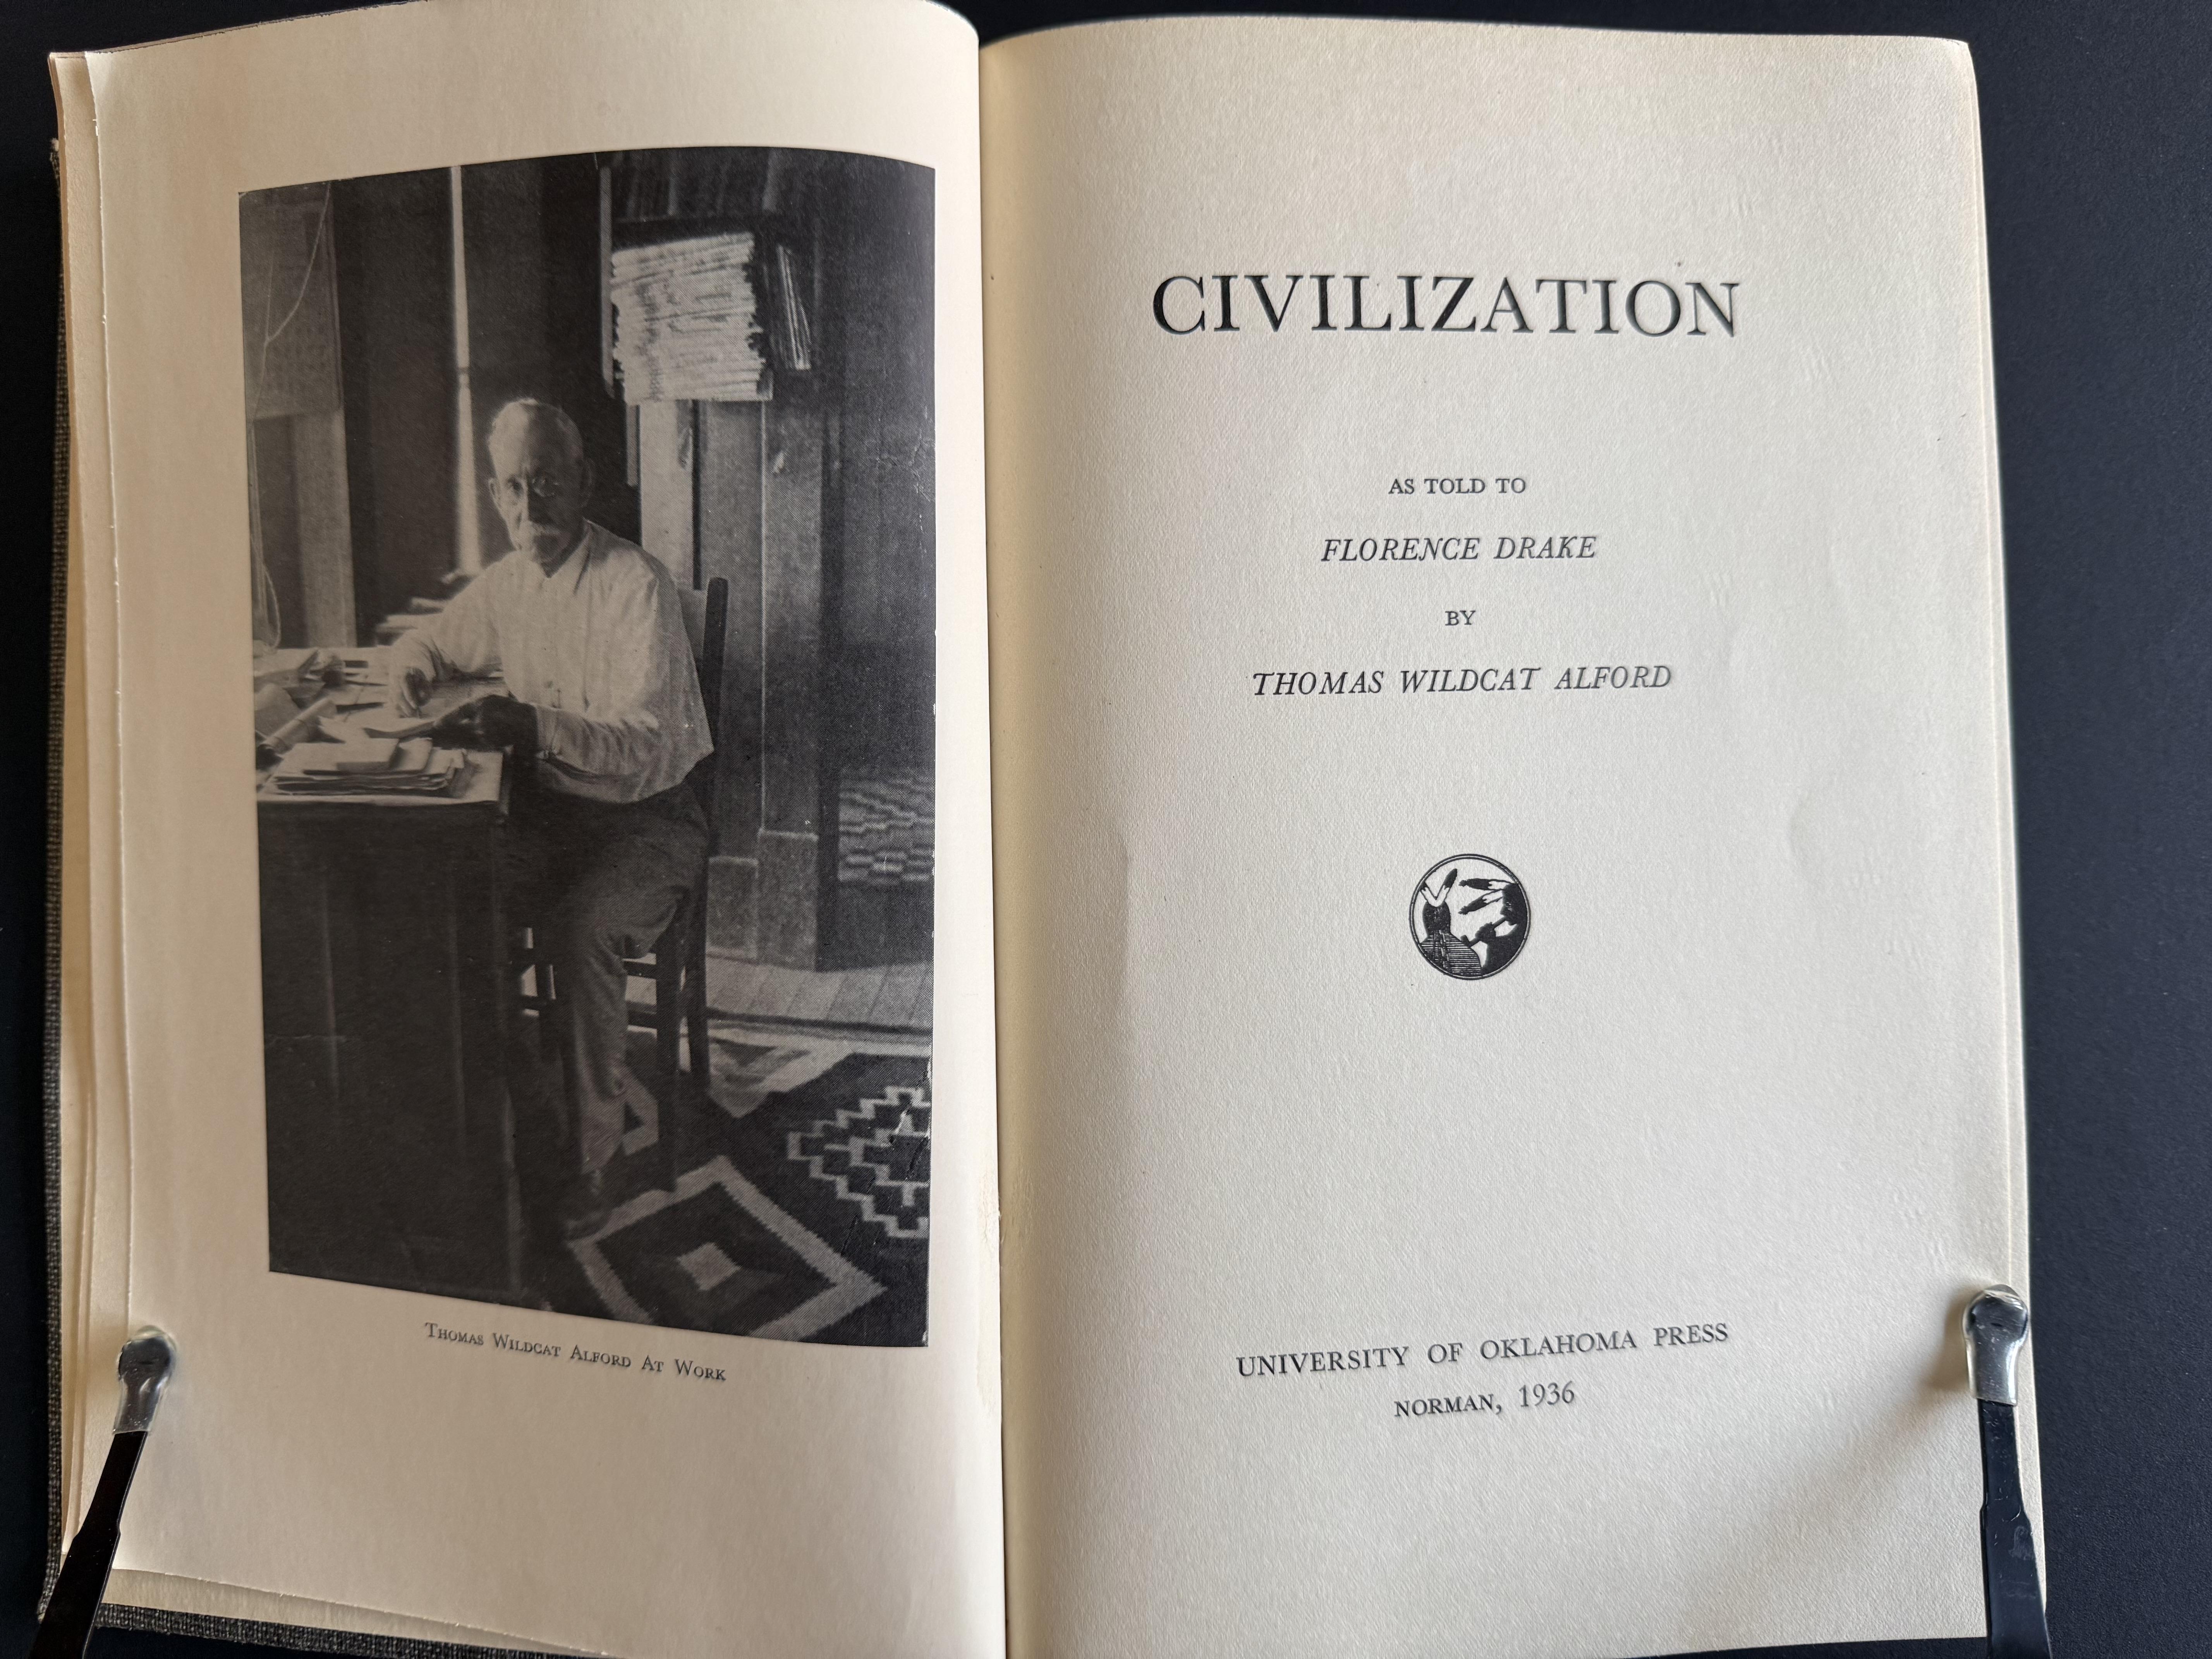 Thomas Wildcat Alford At Work
CIVILIZATION
AS TOLD TO
FLORENCE DRAKE
BY
THOMAS WILDCAT ALFORD
UNIVERSITY OF OKLAHOMA PRESS
NORMAN, 1936